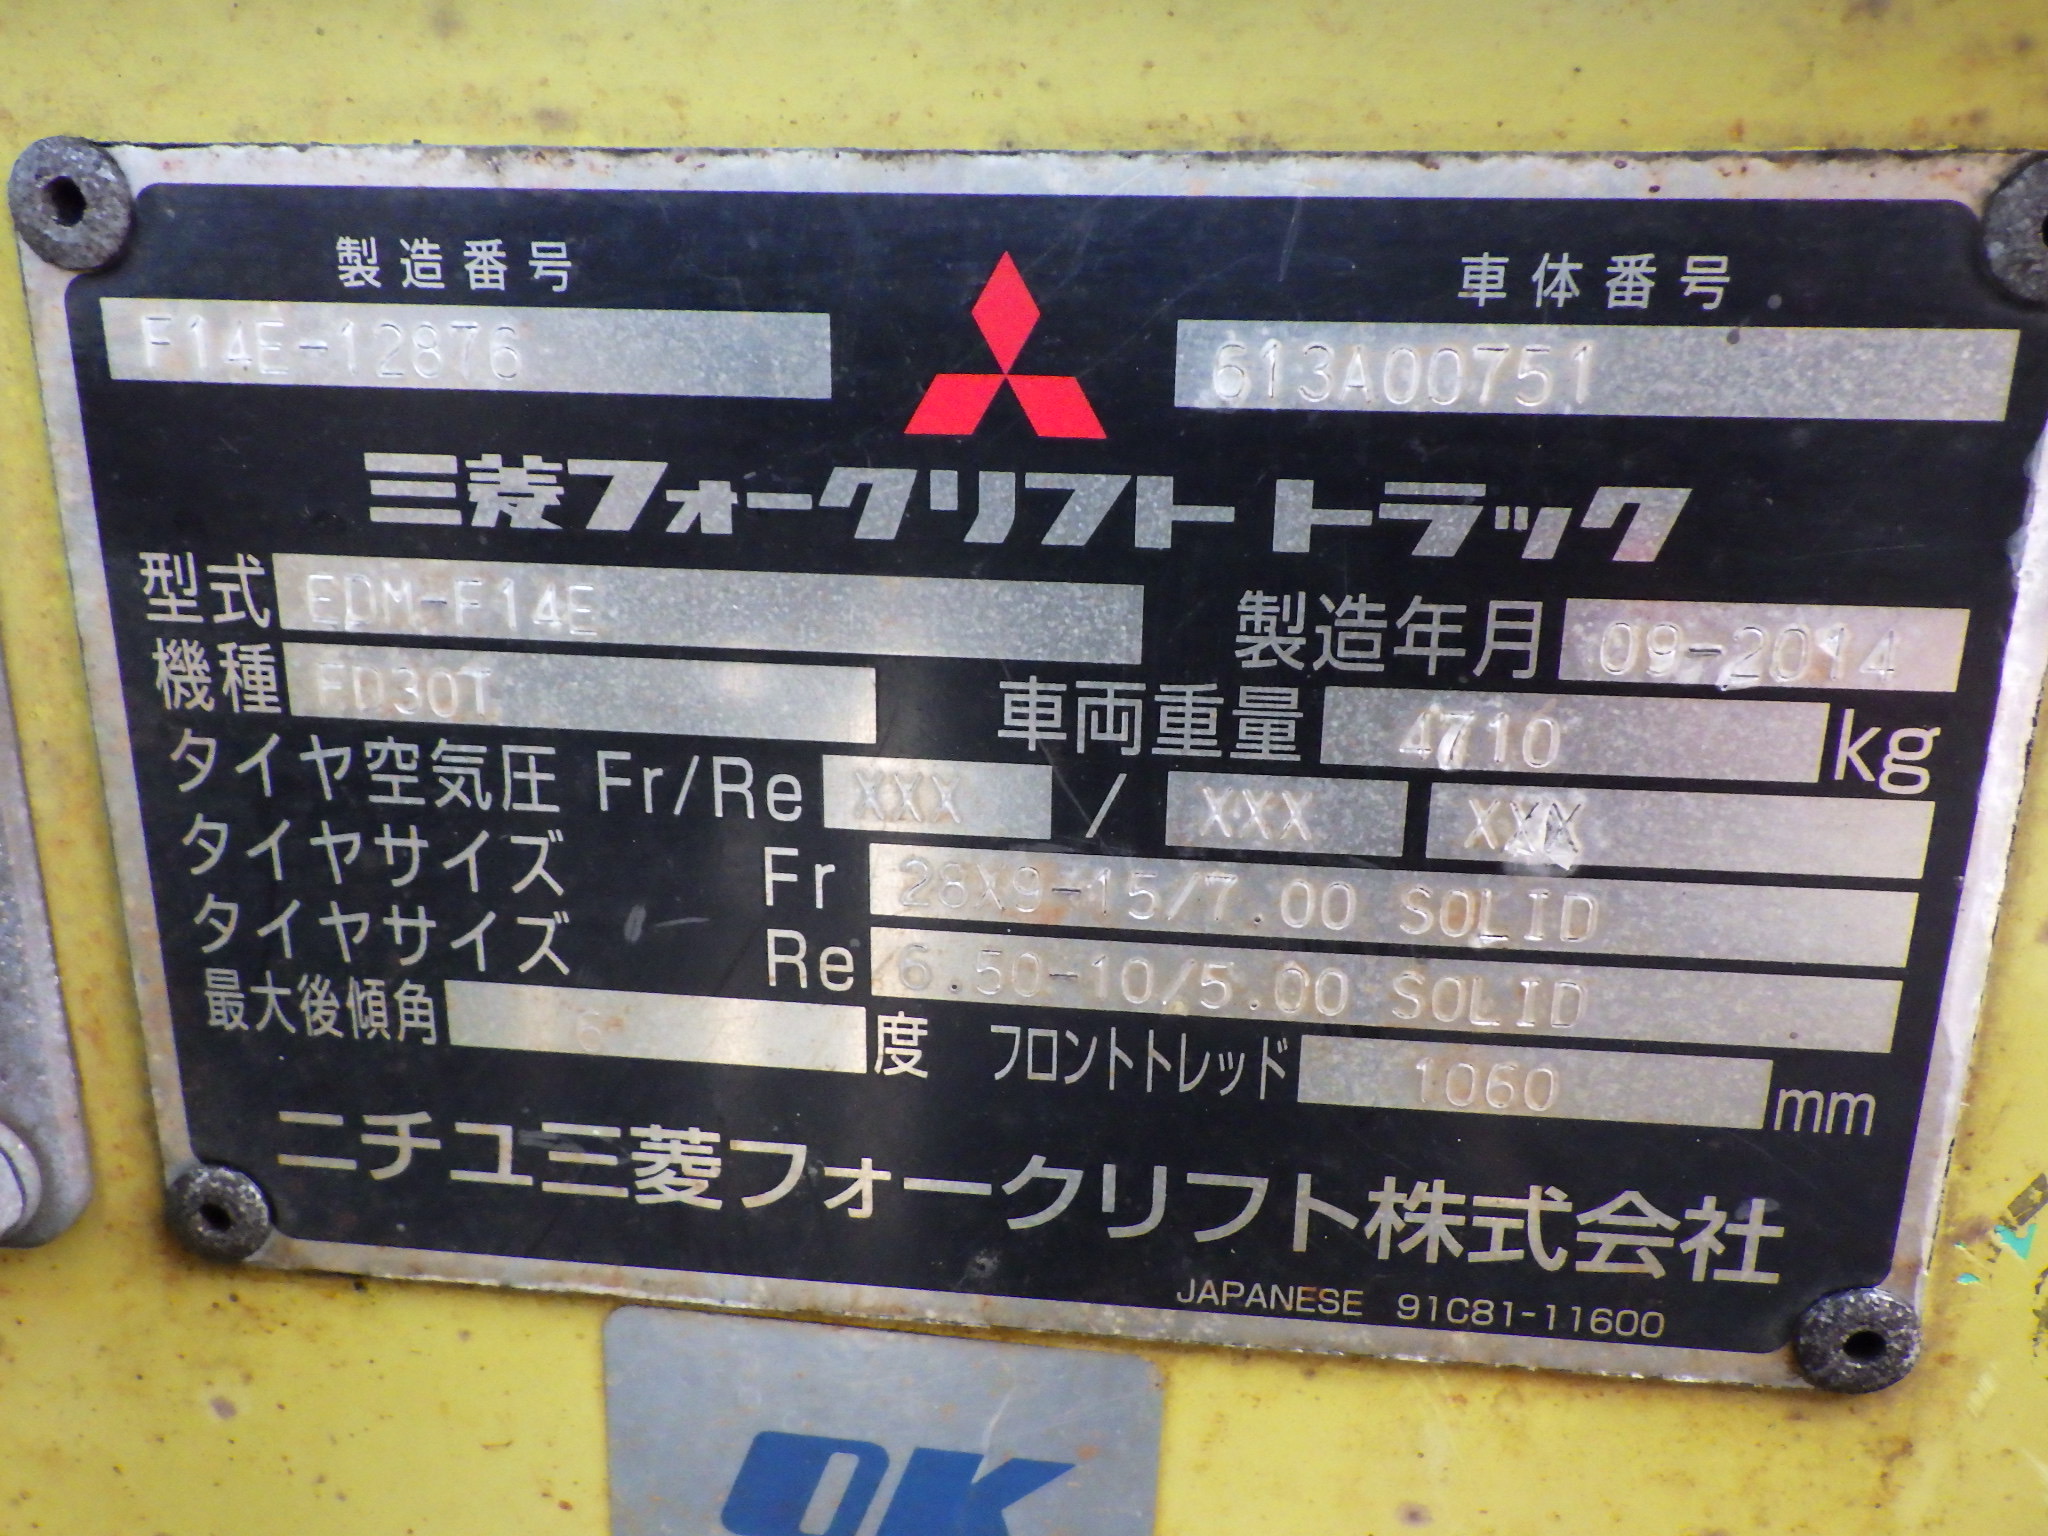 製造番号
F14E-12876
車体番号
613A00751
三菱フォークリフト トラック
型式 EDM-F14E
製造年月 09-2014
機種 FD30T
車両重量 4710 kg
タイヤ空気圧 Fr/Re XXX / XXX XXX
タイヤサイズ Fr 28X9-15/7.00 SOLID
タイヤサイズ Re 6.50-10/5.00 SOLID
最大後傾角 6 度 フロントトレッド 1060 mm
ニチユ三菱フォークリフト株式会社
JAPANESE 91C81-11600
OK